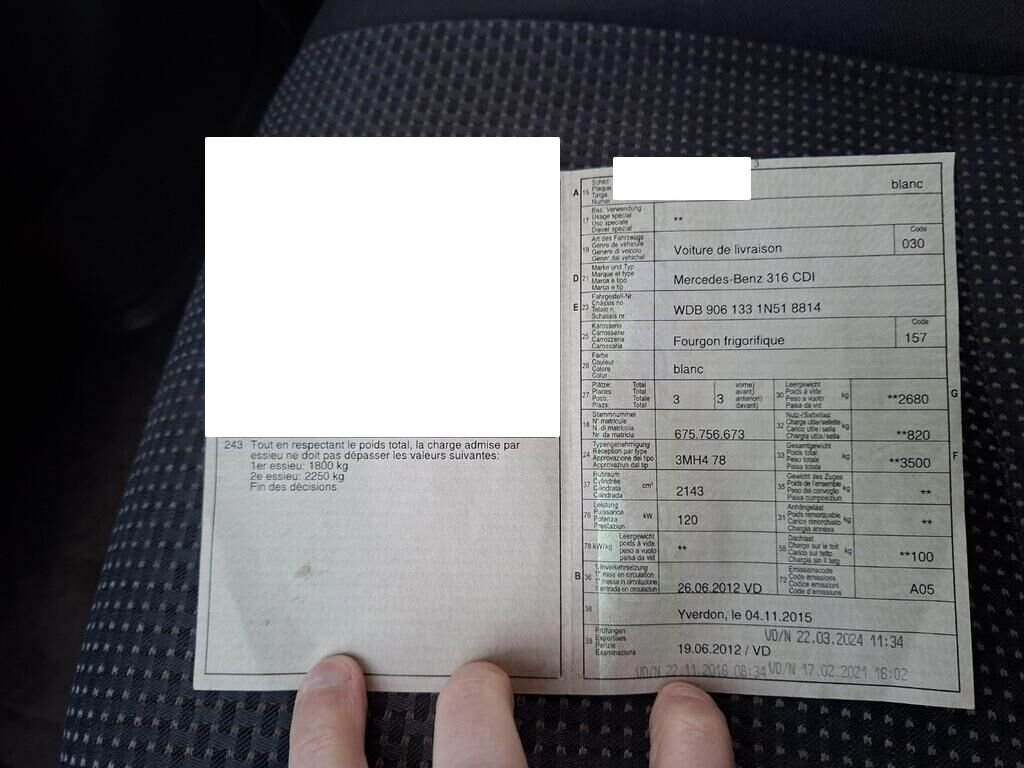 243 Tout en respectant le poids total, la charge admise par
essieu ne doit pas dépasser les valeurs suivantes:
1er essieu: 1800 kg
2e essieu: 2250 kg
Fin des décisions
3
A 15 Schild
Plaque
Targa
Numer
blanc
17 Bes. Verwendung
Usage spécial
Uso speciale
Diever spezial
**
19 Art des Fahrzeugs
Genre de véhicule
Genere di veicolo
Gener dal vehichel
Voiture de livraison
Code
030
D 21 Marke und Typ
Marque et type
Marca e tipo
Marca e tip
Mercedes-Benz 316 CDI
E 23 Fahrgestell-Nr.
Châssis no
Telaio n.
Schassis nr.
WDB 906 133 1N51 8814
25 Karosserie
Carrosserie
Carrozzeria
Carossaria
Fourgon frigorifique
Code
157
26 Farbe
Couleur
Colore
Colur
blanc
27 Plätze: Total
Places: Total
Posti: Totale
Plazs: Total
3
(3
vorne)
avant)
anteriori)
davant)
30 Leergewicht
Poids à vide
Peso a vuoto
Paisa da vid
kg
**2680
G
18 Stammnummer
N° matricule
N. di matricola
Nr. da matricla
675.756.673
32 Nutz-/Sattellast
Carge utile/sellette
Carico utile/sella
Chargia utila/sella
kg
**820
24 Typengenehmigung
Réception par type
Approvazione del tipo
Approvaziun dal tip
3MH4 78
33 Gesamtgewicht
Poids total
Peso totale
Paisa totala
kg
**3500
F
37 Hubraum
Cylindrée
Cilindrata
Cilindrada
cm³
2143
35 Gewicht des Zuges
Poids de l'ensemble
Peso del convoglio
Paisa cumposiziun
kg
**
76 Leistung
Puissance
Potenza
Prestaziun
kW
120
31 Anhängelast
Poids remorquable
Carico rimorchiato
Chargia annexa
kg
**
78 kW/kg
Leergewicht
poids à vide
peso a vuoto
paisa da vid
**
55 Dachlast
Charge sur le toit
Carico sul tetto
Chargia sin il tetg
kg
**100
B 36 1. Inverkehrsetzung
1re mise en circulation
1a messa in circolazione
1. entrada en circulaziun
26.06.2012 VD
72 Emissionscode
Code émissions
Codice emissioni
Code d'emissiuns
A05
38
Yverdon, le 04.11.2015
39 Prüfungen
Expertises
Perizie
Examinaziuns
19.06.2012 / VD
VD/N 22.03.2024 11:34
VD/N 22.11.2016 08:34 VD/N 17.02.2021 16:02